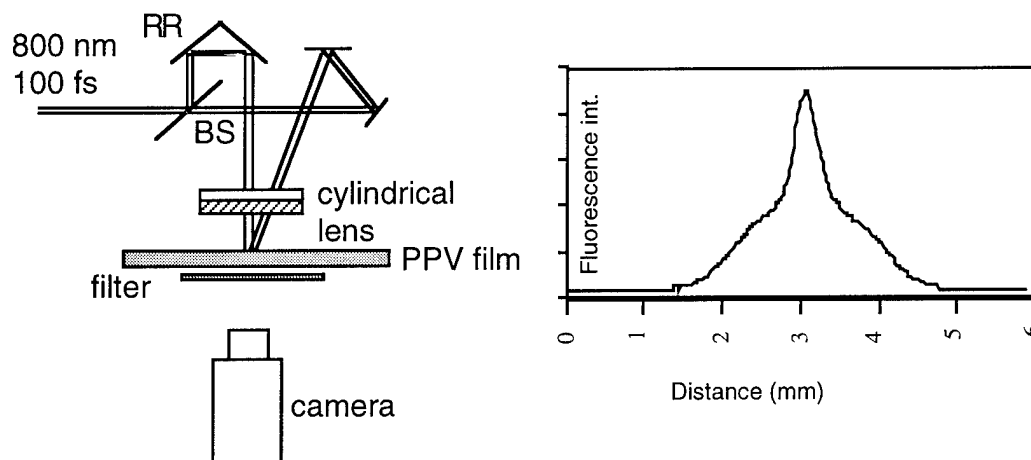 RR
800 nm
100 fs
BS
cylindrical
lens
PPV film
filter
camera
Fluorescence int.
0
1
2
3
4
5
6
Distance (mm)